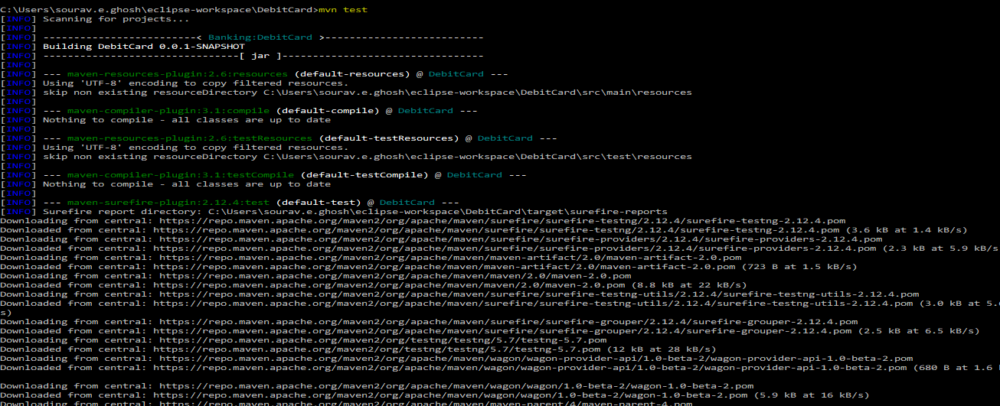 C:\Users\sourav.e.ghosh\eclipse-workspace\DebitCard>mvn test
[INFO] Scanning for projects...
[INFO]
[INFO] -------------------------< Banking:DebitCard >--------------------------
[INFO] Building DebitCard 0.0.1-SNAPSHOT
[INFO] --------------------------------[ jar ]---------------------------------
[INFO]
[INFO] --- maven-resources-plugin:2.6:resources (default-resources) @ DebitCard ---
[INFO] Using 'UTF-8' encoding to copy filtered resources.
[INFO] skip non existing resourceDirectory C:\Users\sourav.e.ghosh\eclipse-workspace\DebitCard\src\main\resources
[INFO]
[INFO] --- maven-compiler-plugin:3.1:compile (default-compile) @ DebitCard ---
[INFO] Nothing to compile - all classes are up to date
[INFO]
[INFO] --- maven-resources-plugin:2.6:testResources (default-testResources) @ DebitCard ---
[INFO] Using 'UTF-8' encoding to copy filtered resources.
[INFO] skip non existing resourceDirectory C:\Users\sourav.e.ghosh\eclipse-workspace\DebitCard\src\test\resources
[INFO]
[INFO] --- maven-compiler-plugin:3.1:testCompile (default-testCompile) @ DebitCard ---
[INFO] Nothing to compile - all classes are up to date
[INFO]
[INFO] --- maven-surefire-plugin:2.12.4:test (default-test) @ DebitCard ---
[INFO] Surefire report directory: C:\Users\sourav.e.ghosh\eclipse-workspace\DebitCard\target\surefire-reports
Downloading from central: https://repo.maven.apache.org/maven2/org/apache/maven/surefire/surefire-testng/2.12.4/surefire-testng-2.12.4.pom
Downloaded from central: https://repo.maven.apache.org/maven2/org/apache/maven/surefire/surefire-testng/2.12.4/surefire-testng-2.12.4.pom (3.6 kB at 1.4 kB/s)
Downloading from central: https://repo.maven.apache.org/maven2/org/apache/maven/surefire/surefire-providers/2.12.4/surefire-providers-2.12.4.pom
Downloaded from central: https://repo.maven.apache.org/maven2/org/apache/maven/surefire/surefire-providers/2.12.4/surefire-providers-2.12.4.pom (2.3 kB at 5.9 kB/s
Downloading from central: https://repo.maven.apache.org/maven2/org/apache/maven/maven-artifact/2.0/maven-artifact-2.0.pom
Downloaded from central: https://repo.maven.apache.org/maven2/org/apache/maven/maven-artifact/2.0/maven-artifact-2.0.pom (723 B at 1.5 kB/s)
Downloading from central: https://repo.maven.apache.org/maven2/org/apache/maven/maven/2.0/maven-2.0.pom
Downloaded from central: https://repo.maven.apache.org/maven2/org/apache/maven/maven/2.0/maven-2.0.pom (8.8 kB at 22 kB/s)
Downloading from central: https://repo.maven.apache.org/maven2/org/apache/maven/surefire/surefire-testng-utils/2.12.4/surefire-testng-utils-2.12.4.pom
Downloaded from central: https://repo.maven.apache.org/maven2/org/apache/maven/surefire/surefire-testng-utils/2.12.4/surefire-testng-utils-2.12.4.pom (3.0 kB at 5.
s)
Downloading from central: https://repo.maven.apache.org/maven2/org/apache/maven/surefire/surefire-grouper/2.12.4/surefire-grouper-2.12.4.pom
Downloaded from central: https://repo.maven.apache.org/maven2/org/apache/maven/surefire/surefire-grouper/2.12.4/surefire-grouper-2.12.4.pom (2.5 kB at 6.5 kB/s)
Downloading from central: https://repo.maven.apache.org/maven2/org/testng/testng/5.7/testng-5.7.pom
Downloaded from central: https://repo.maven.apache.org/maven2/org/testng/testng/5.7/testng-5.7.pom (12 kB at 28 kB/s)
Downloading from central: https://repo.maven.apache.org/maven2/org/apache/maven/wagon/wagon-provider-api/1.0-beta-2/wagon-provider-api-1.0-beta-2.pom
Downloaded from central: https://repo.maven.apache.org/maven2/org/apache/maven/wagon/wagon-provider-api/1.0-beta-2/wagon-provider-api-1.0-beta-2.pom (680 B at 1.6
Downloading from central: https://repo.maven.apache.org/maven2/org/apache/maven/wagon/wagon/1.0-beta-2/wagon-1.0-beta-2.pom
Downloaded from central: https://repo.maven.apache.org/maven2/org/apache/maven/wagon/wagon/1.0-beta-2/wagon-1.0-beta-2.pom (5.9 kB at 16 kB/s)
Downloading from central: https://repo.maven.apache.org/maven2/org/apache/maven/maven-parent/4/maven-parent-4.pom